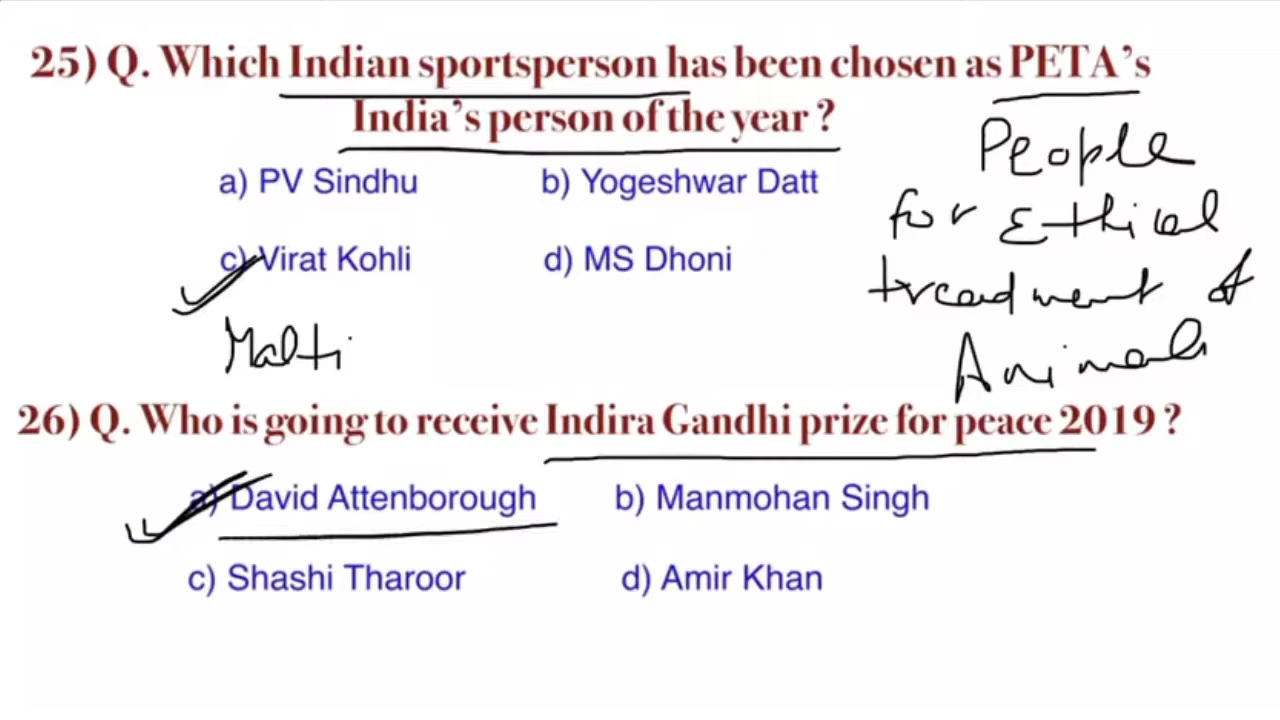 25) Q. Which Indian sportsperson has been chosen as PETA's
India's person of the year ?
a) PV Sindhu b) Yogeshwar Datt
c) Virat Kohli d) MS Dhoni
People
for Ethical
treatment of
Animals
Malti
26) Q. Who is going to receive Indira Gandhi prize for peace 2019 ?
a) David Attenborough b) Manmohan Singh
c) Shashi Tharoor d) Amir Khan